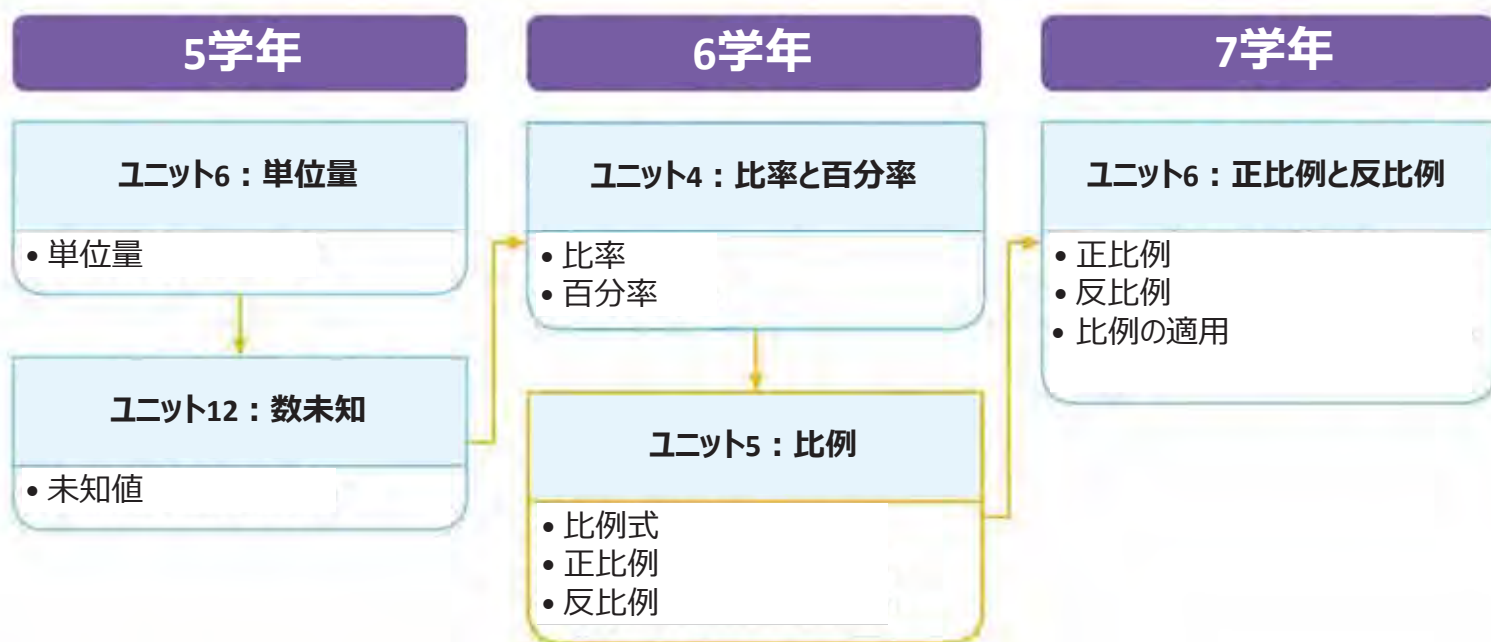 5学年
ユニット6：単位量
• 単位量
ユニット12：数未知
• 未知値
6学年
ユニット4：比率と百分率
• 比率
• 百分率
ユニット5：比例
• 比例式
• 正比例
• 反比例
7学年
ユニット6：正比例と反比例
• 正比例
• 反比例
• 比例の適用